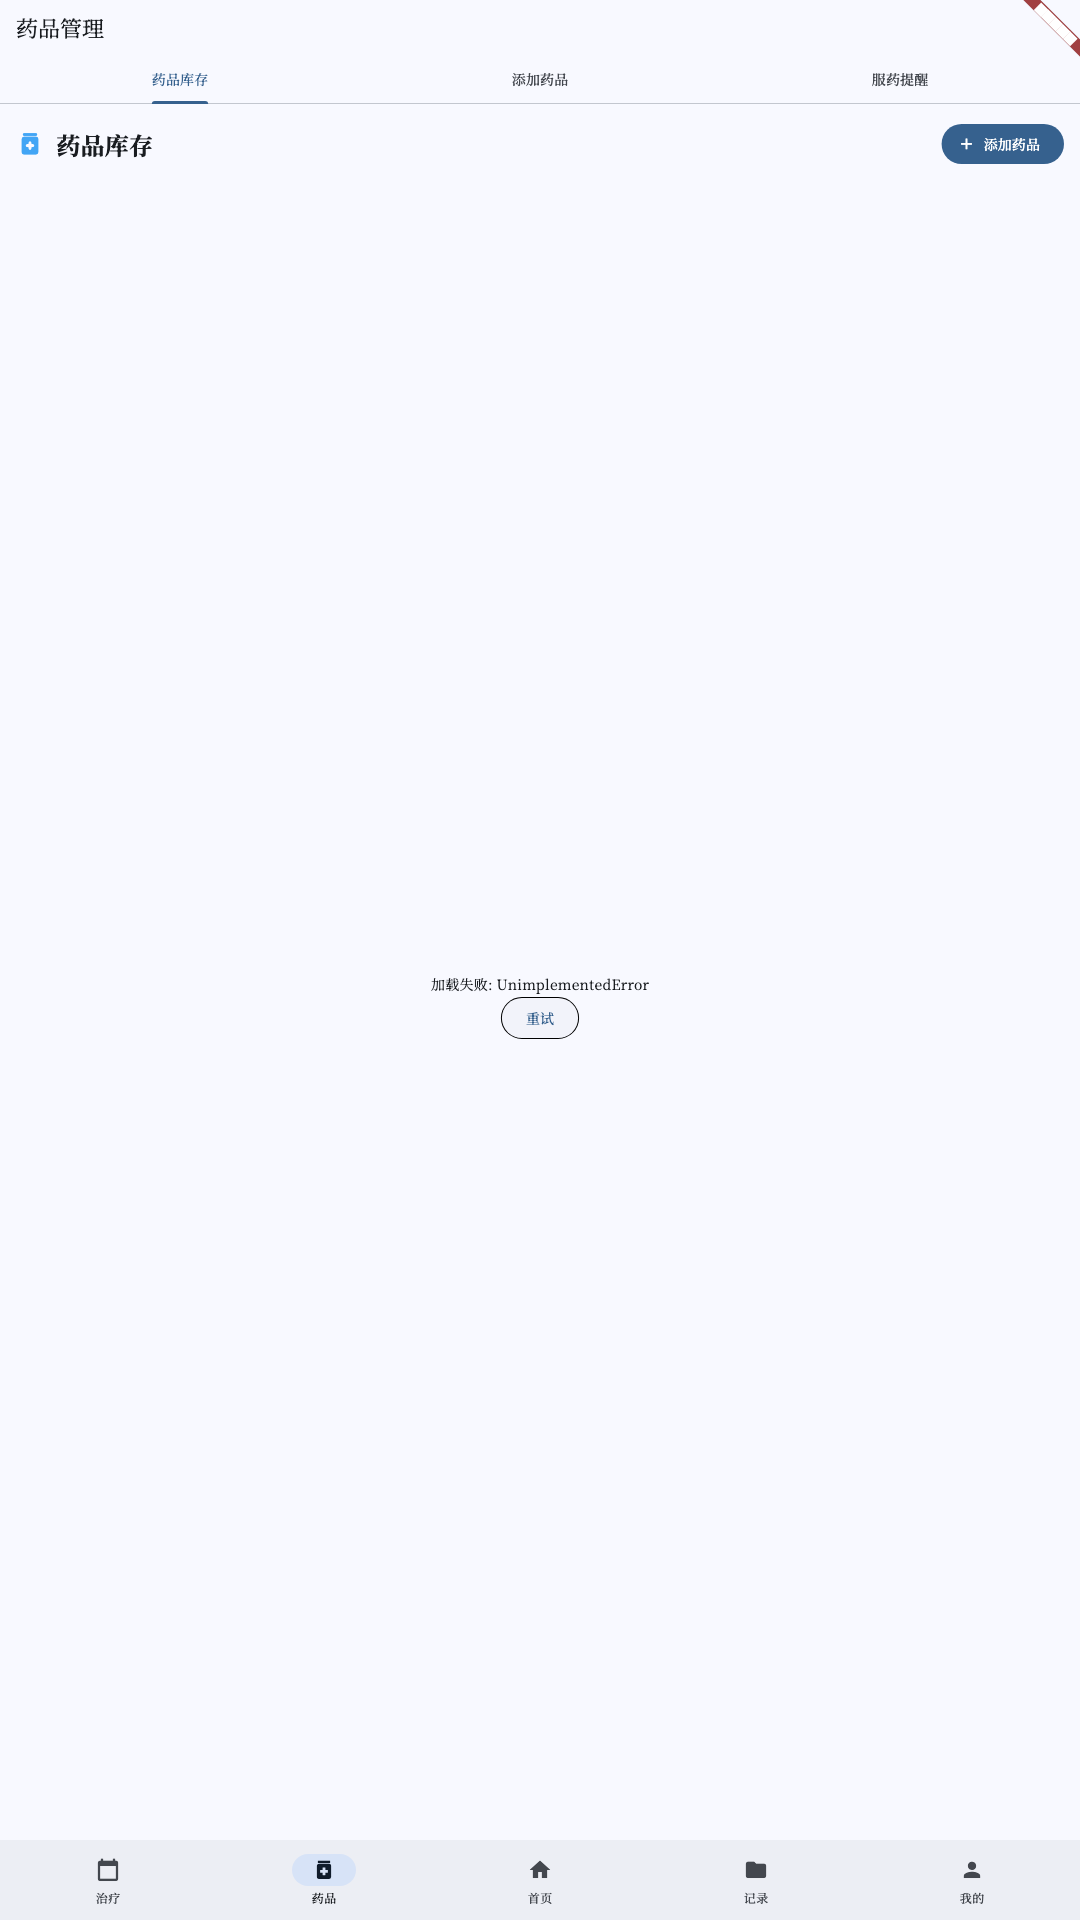 药品管理
药品库存
添加药品
服药提醒
药品库存
添加药品
加载失败: UnimplementedError
重试
治疗
药品
首页
记录
我的